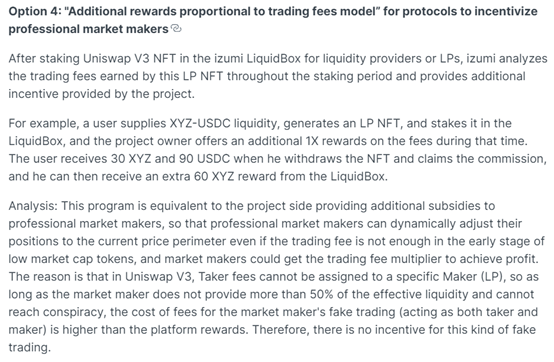 Option 4: "Additional rewards proportional to trading fees model” for protocols to incentivize
professional market makers
After staking Uniswap V3 NFT in the izumi LiquidBox for liquidity providers or LPs, izumi analyzes
the trading fees earned by this LP NFT throughout the staking period and provides additional
incentive provided by the project.
For example, a user supplies XYZ-USDC liquidity, generates an LP NFT, and stakes it in the
LiquidBox, and the project owner offers an additional 1X rewards on the fees during that time.
The user receives 30 XYZ and 90 USDC when he withdraws the NFT and claims the commission,
and he can then receive an extra 60 XYZ reward from the LiquidBox.
Analysis: This program is equivalent to the project side providing additional subsidies to
professional market makers, so that professional market makers can dynamically adjust their
positions to the current price perimeter even if the trading fee is not enough in the early stage of
low market cap tokens, and market makers could get the trading fee multiplier to achieve profit.
The reason is that in Uniswap V3, Taker fees cannot be assigned to a specific Maker (LP), so as
long as the market maker does not provide more than 50% of the effective liquidity and cannot
reach conspiracy, the cost of fees for the market maker's fake trading (acting as both taker and
maker) is higher than the platform rewards. Therefore, there is no incentive for this kind of fake
trading.